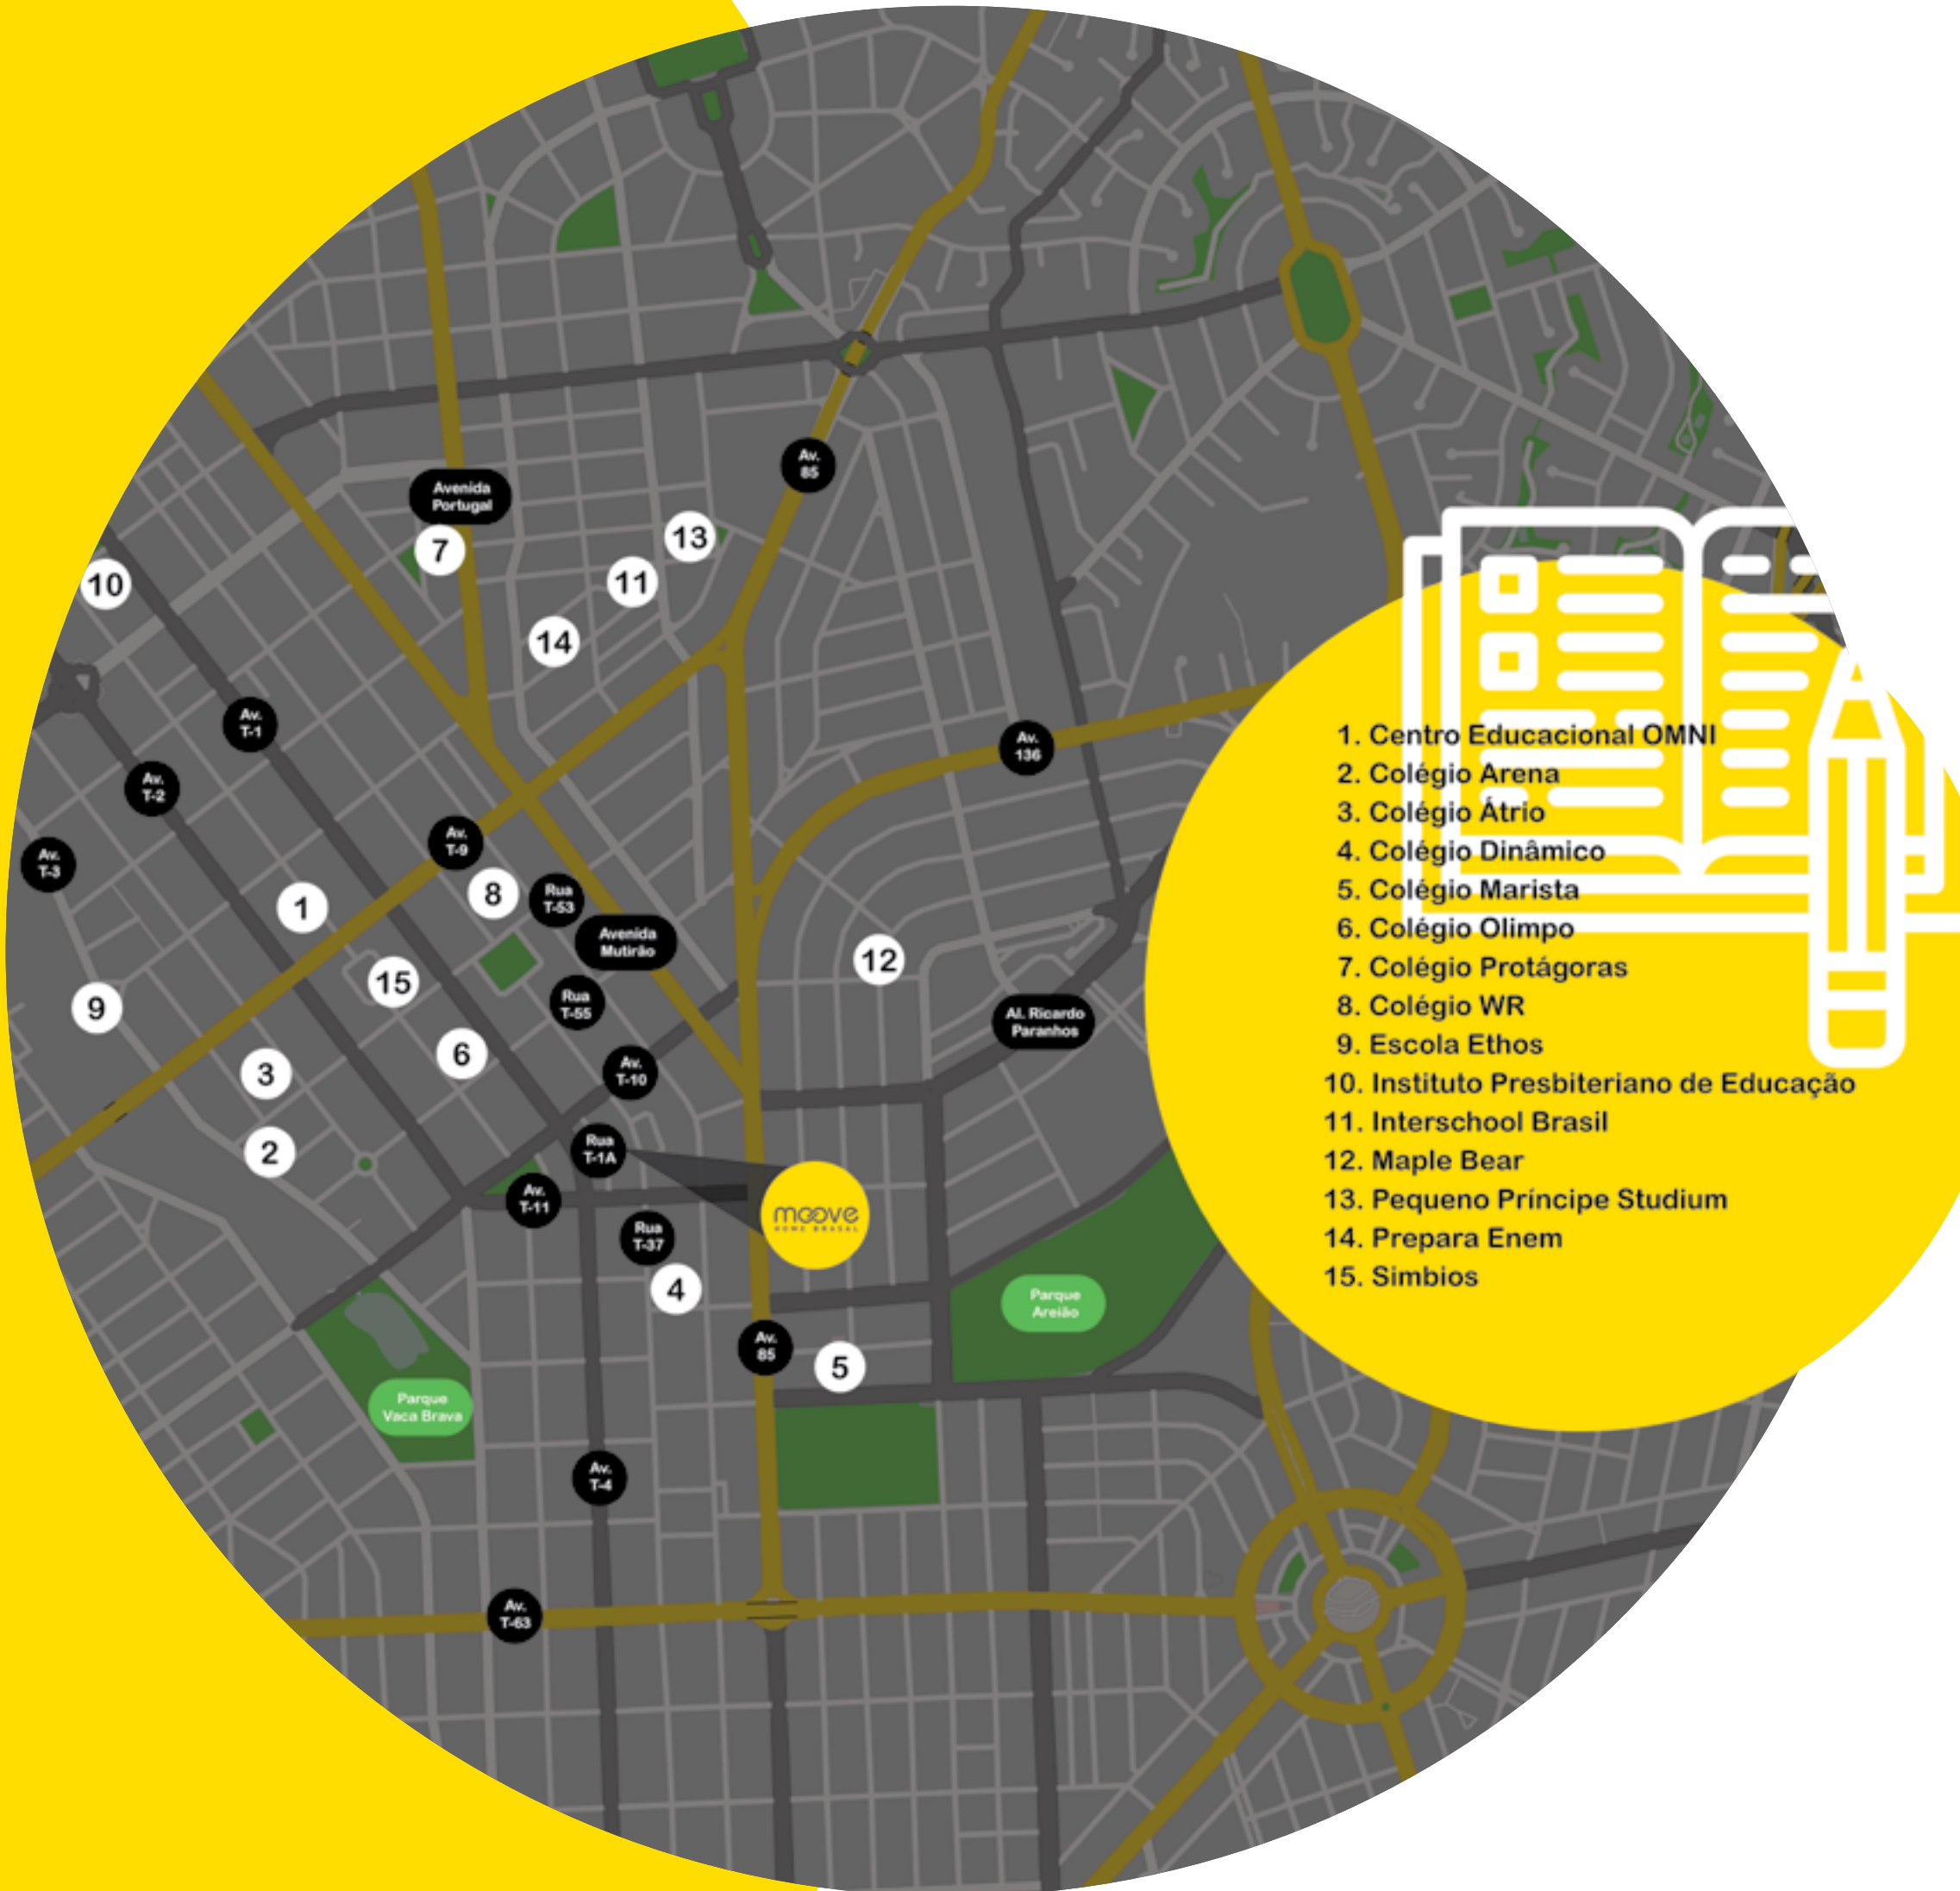 Av.
85
Avenida
Portugal
13
7
11
10
14
Av.
T-1
Av.
136
Av.
T-2
Av.
T-9
Av.
T-3
8
Rua
T-53
1
Avenida
Mutirão
12
15
Rua
T-55
9
Al. Ricardo
Paranhos
6
3
Av.
T-10
2
Rua
T-1A
Av.
T-11
moove
HOME BRASAL
Rua
T-37
4
Parque
Areião
Av.
85
5
Parque
Vaca Brava
Av.
T-4
Av.
T-63
1. Centro Educacional OMNI
2. Colégio Arena
3. Colégio Átrio
4. Colégio Dinâmico
5. Colégio Marista
6. Colégio Olimpo
7. Colégio Protágoras
8. Colégio WR
9. Escola Ethos
10. Instituto Presbiteriano de Educação
11. Interschool Brasil
12. Maple Bear
13. Pequeno Príncipe Studium
14. Prepara Enem
15. Simbios